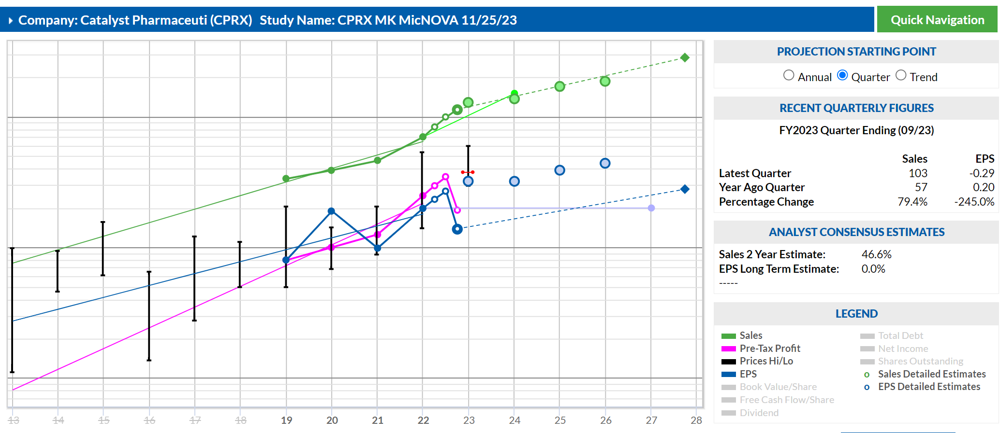 Company: Catalyst Pharmaceuti (CPRX) Study Name: CPRX MK MicNOVA 11/25/23
Quick Navigation
PROJECTION STARTING POINT
Annual Quarter Trend
RECENT QUARTERLY FIGURES
FY2023 Quarter Ending (09/23)
Sales EPS
Latest Quarter 103 -0.29
Year Ago Quarter 57 0.20
Percentage Change 79.4% -245.0%
ANALYST CONSENSUS ESTIMATES
Sales 2 Year Estimate: 46.6%
EPS Long Term Estimate: 0.0%
-----
LEGEND
Sales Total Debt
Pre-Tax Profit Net Income
Prices Hi/Lo Shares Outstanding
EPS Sales Detailed Estimates
Book Value/Share EPS Detailed Estimates
Free Cash Flow/Share
Dividend
13 14 15 16 17 18 19 20 21 22 23 24 25 26 27 28